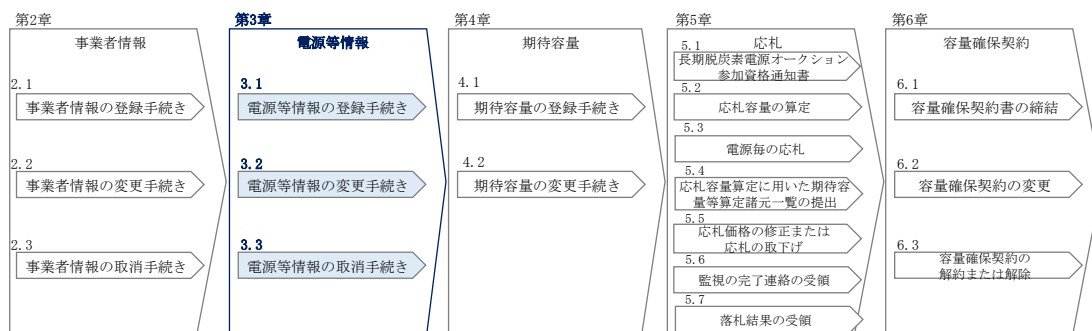 第2章
事業者情報
2.1
事業者情報の登録手続き
2.2
事業者情報の変更手続き
2.3
事業者情報の取消手続き
第3章
電源等情報
3.1
電源等情報の登録手続き
3.2
電源等情報の変更手続き
3.3
電源等情報の取消手続き
第4章
期待容量
4.1
期待容量の登録手続き
4.2
期待容量の変更手続き
第5章
応札
5.1
長期脱炭素電源オークション
参加資格通知書
5.2
応札容量の算定
5.3
電源毎の応札
5.4
応札容量算定に用いた期待容
量等算定諸元一覧の提出
5.5
応札価格の修正または
応札の取下げ
5.6
監視の完了連絡の受領
5.7
落札結果の受領
第6章
容量確保契約
6.1
容量確保契約書の締結
6.2
容量確保契約の変更
6.3
容量確保契約の
解約または解除